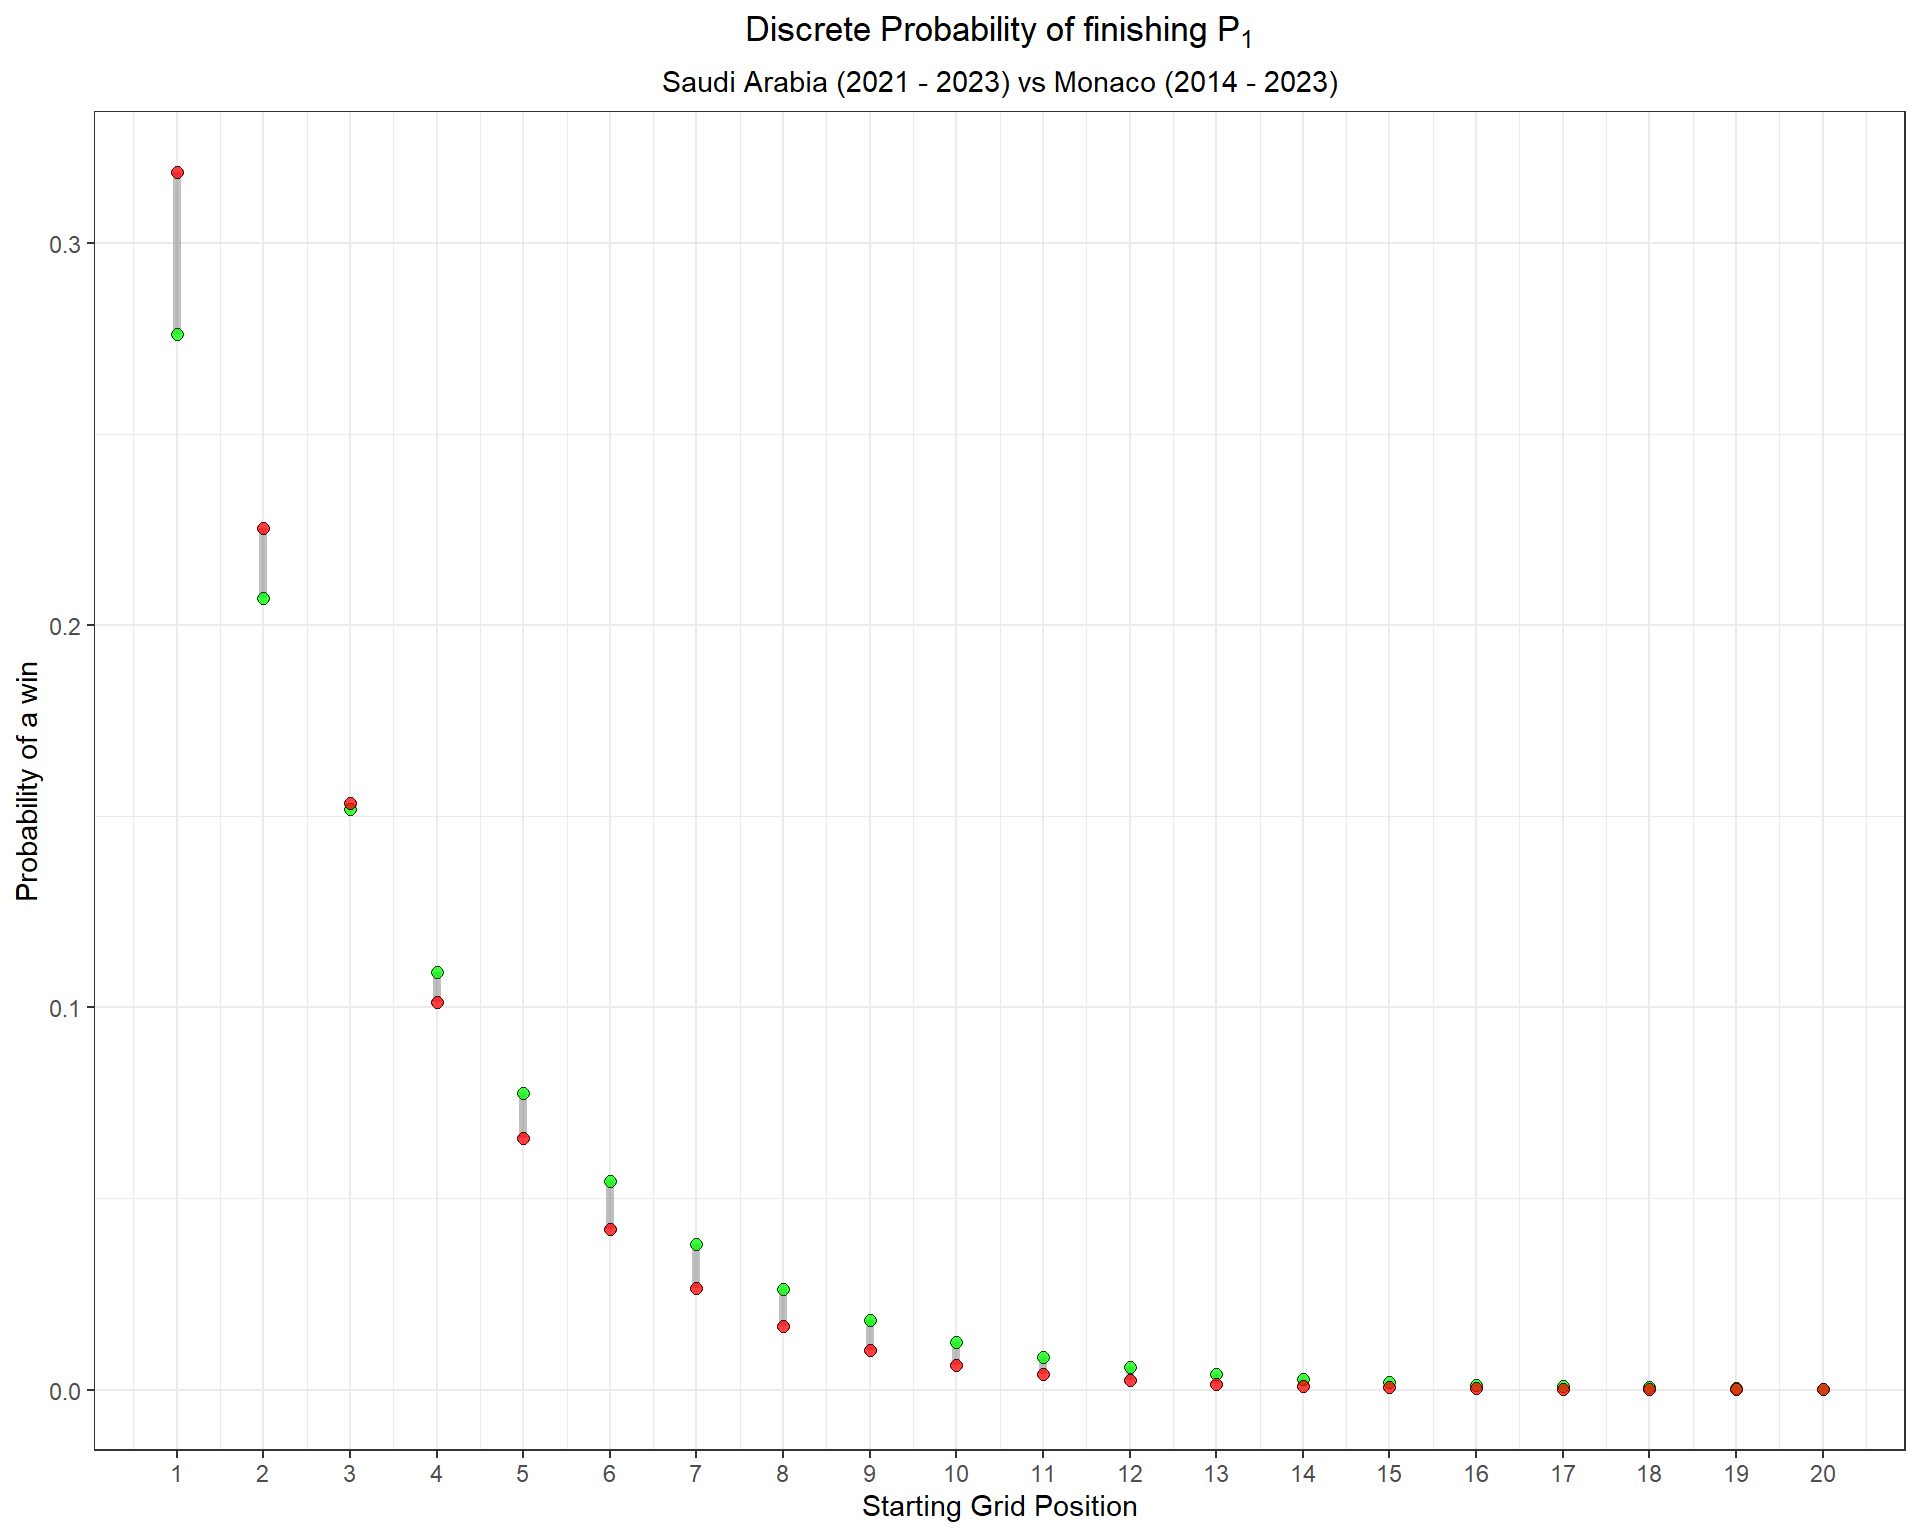 Discrete Probability of finishing P1
Saudi Arabia (2021 - 2023) vs Monaco (2014 - 2023)
Probability of a win
0.3
0.2
0.1
0.0
1 2 3 4 5 6 7 8 9 10 11 12 13 14 15 16 17 18 19 20
Starting Grid Position